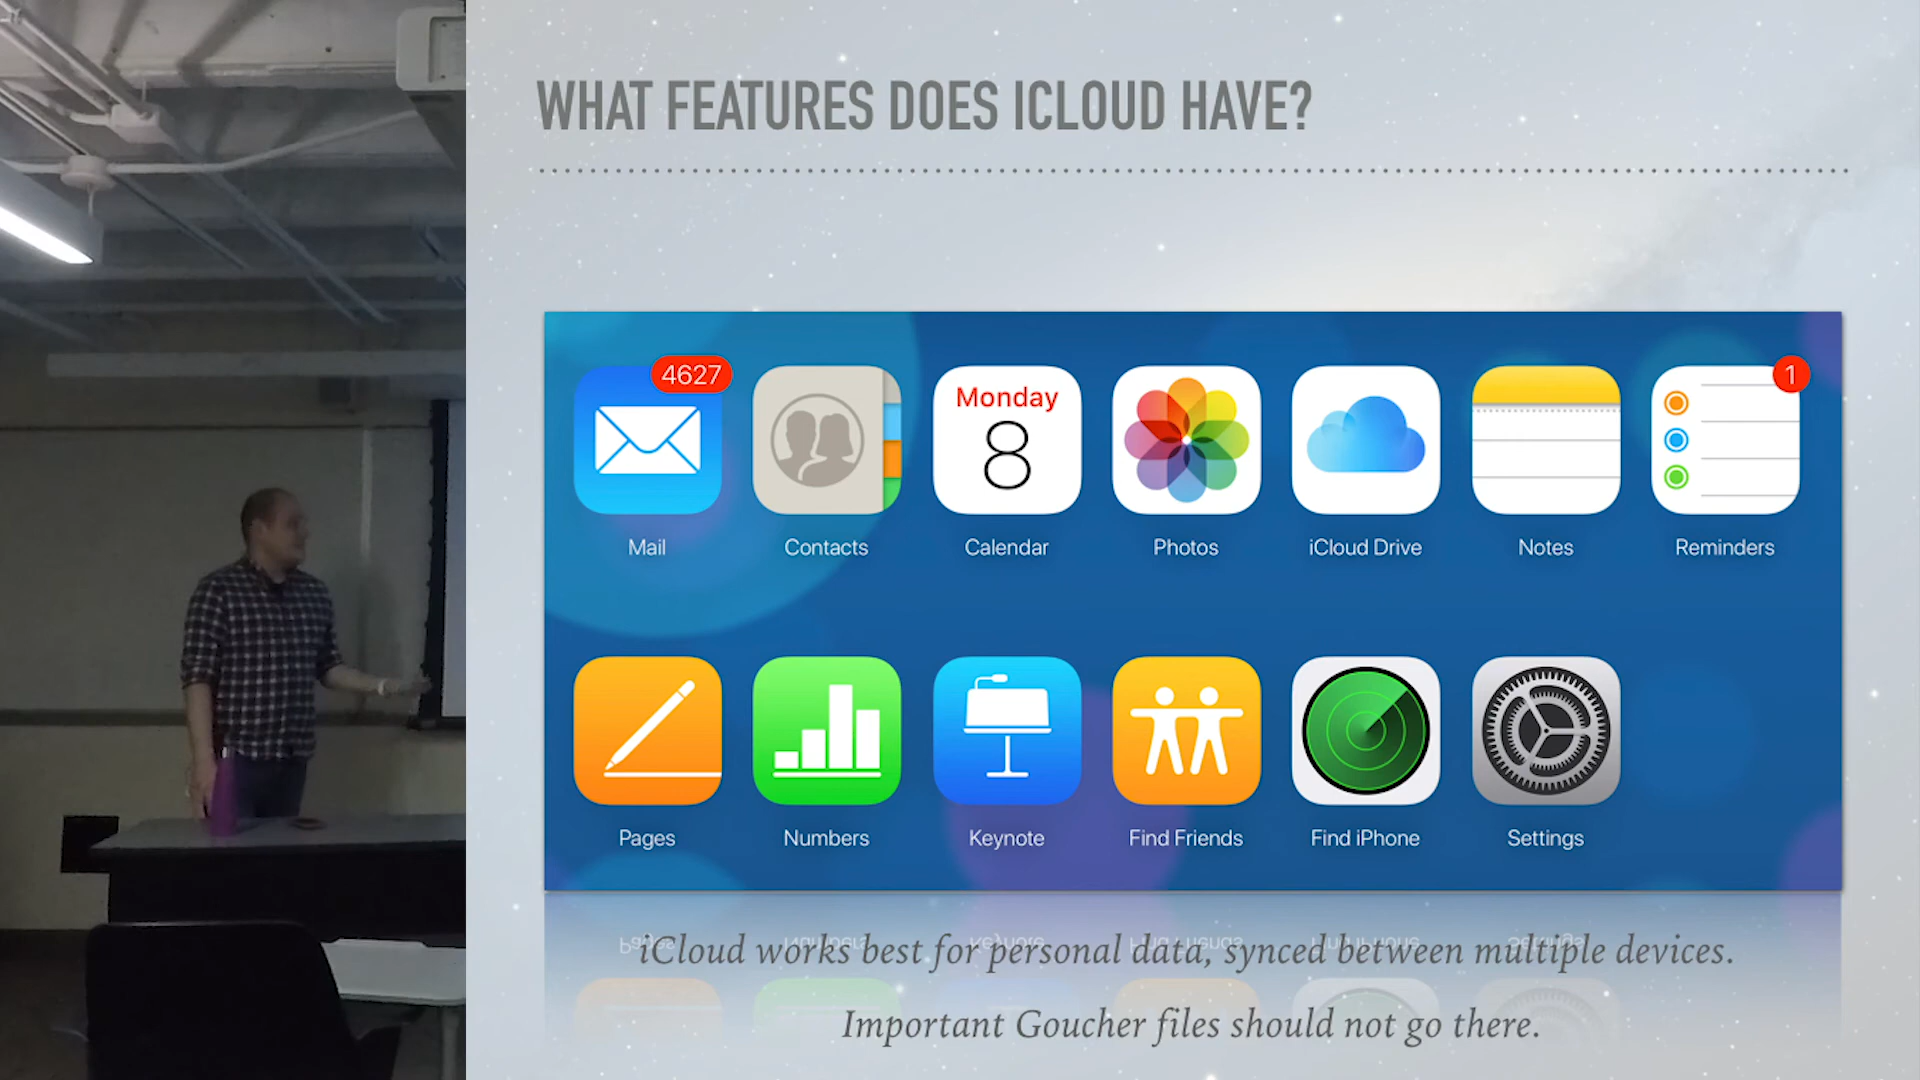 WHAT FEATURES DOES ICLOUD HAVE?
4627
Monday
8
1
Mail
Contacts
Calendar
Photos
iCloud Drive
Notes
Reminders
Pages
Numbers
Keynote
Find Friends
Find iPhone
Settings
iCloud works best for personal data, synced between multiple devices.
Important Goucher files should not go there.